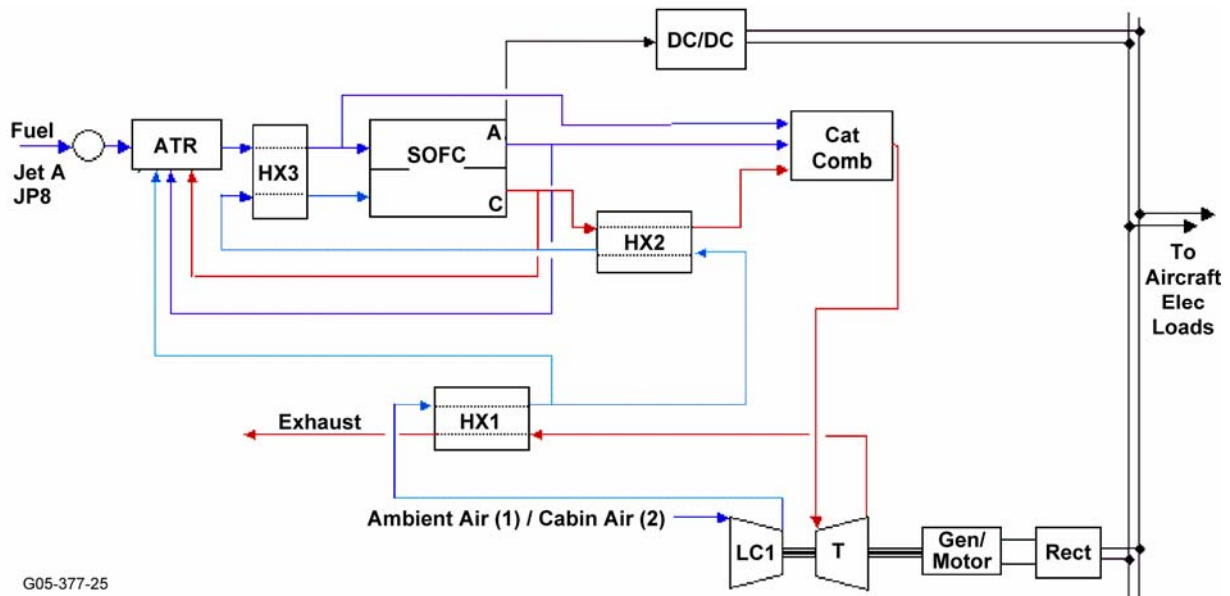 DC/DC
Fuel
Jet A
JP8
ATR
HX3
SOFC
A
C
Cat
Comb
HX2
To
Aircraft
Elec
Loads
HX1
Exhaust
Ambient Air (1) / Cabin Air (2)
LC1
T
Gen/
Motor
Rect
G05-377-25